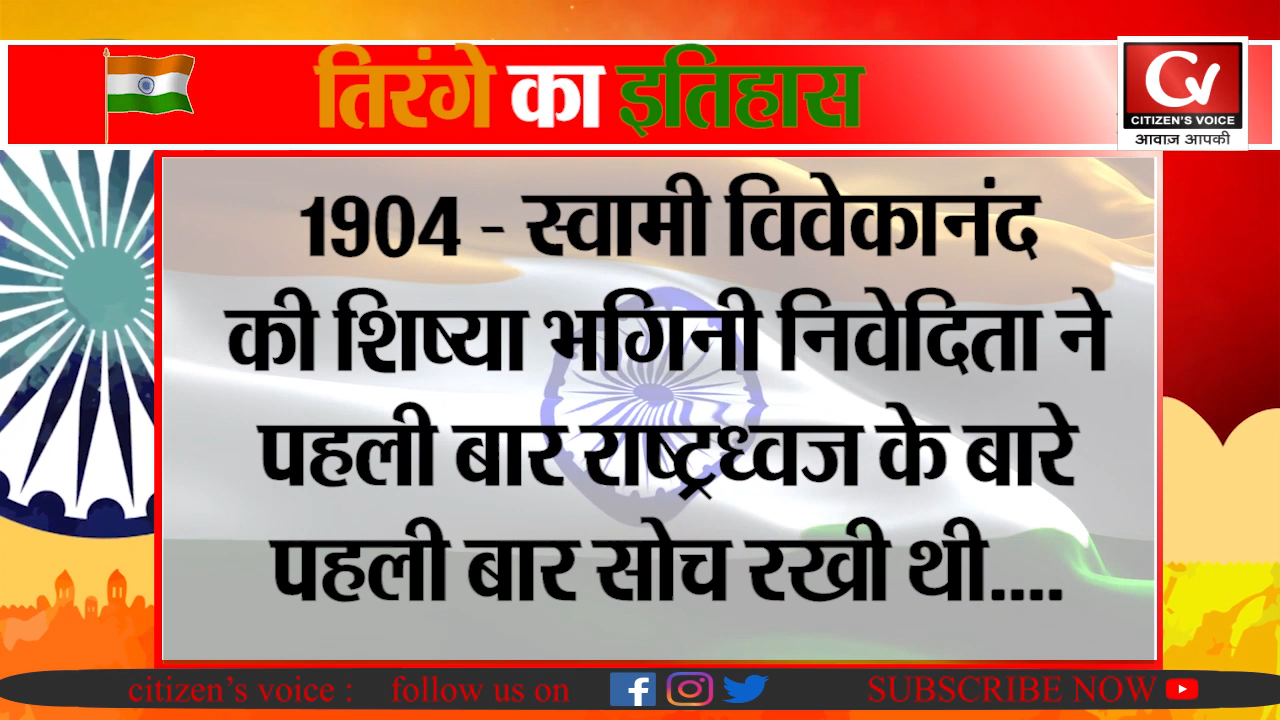 तिरंगे का इतिहास
CV
CITIZEN'S VOICE
आवाज़ आपकी
1904 - स्वामी विवेकानंद
की शिष्या भगिनी निवेदिता ने
पहली बार राष्ट्रध्वज के बारे
पहली बार सोच रखी थी....
citizen's voice : follow us on
SUBSCRIBE NOW